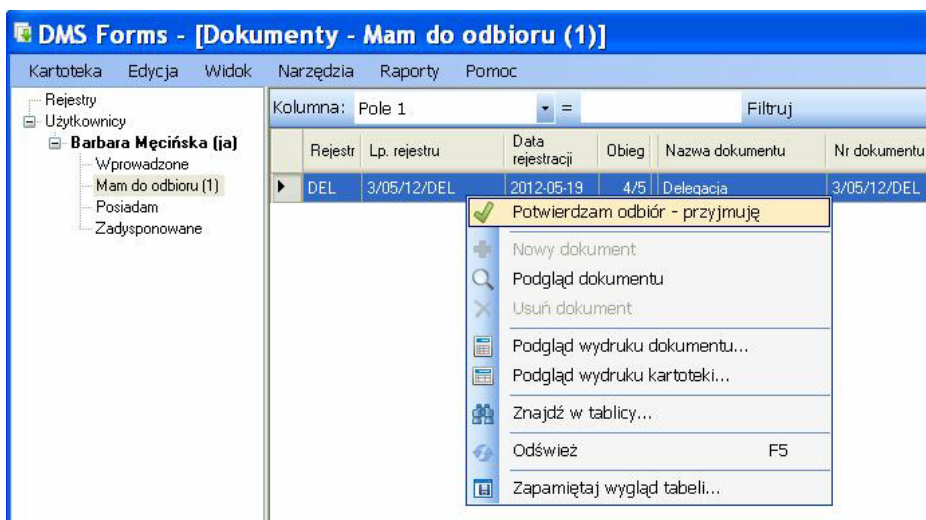 DMS Forms - [Dokumenty - Mam do odbioru (1)]
Kartoteka Edycja Widok Narzędzia Raporty Pomoc
Rejestry
Użytkownicy
Barbara Męcińska (ja)
Wprowadzone
Mam do odbioru (1)
Posiadam
Zadysponowane
Kolumna: Pole 1 = Filtruj
Rejestr Lp. rejestru Data rejestracji Obieg Nazwa dokumentu Nr dokumentu
DEL 3/05/12/DEL 2012-05-19 4/5 Delegacja 3/05/12/DEL
Potwierdzam odbiór - przyjmuję
Nowy dokument
Podgląd dokumentu
Usuń dokument
Podgląd wydruku dokumentu...
Podgląd wydruku kartoteki...
Znajdź w tablicy...
Odśwież F5
Zapamiętaj wygląd tabeli...